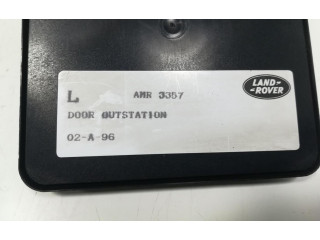 L AMR 3357
LAND-
ROVER
DOOR OUTSTATION
02-A-96